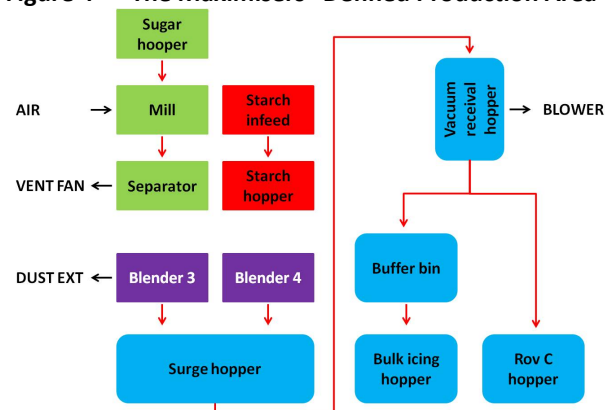 Sugar
hooper
AIR
Mill
Starch
infeed
VENT FAN
Separator
Starch
hopper
DUST EXT
Blender 3
Blender 4
Surge hopper
Vacuum
receival
hopper
BLOWER
Buffer bin
Bulk icing
hopper
Rov C
hopper